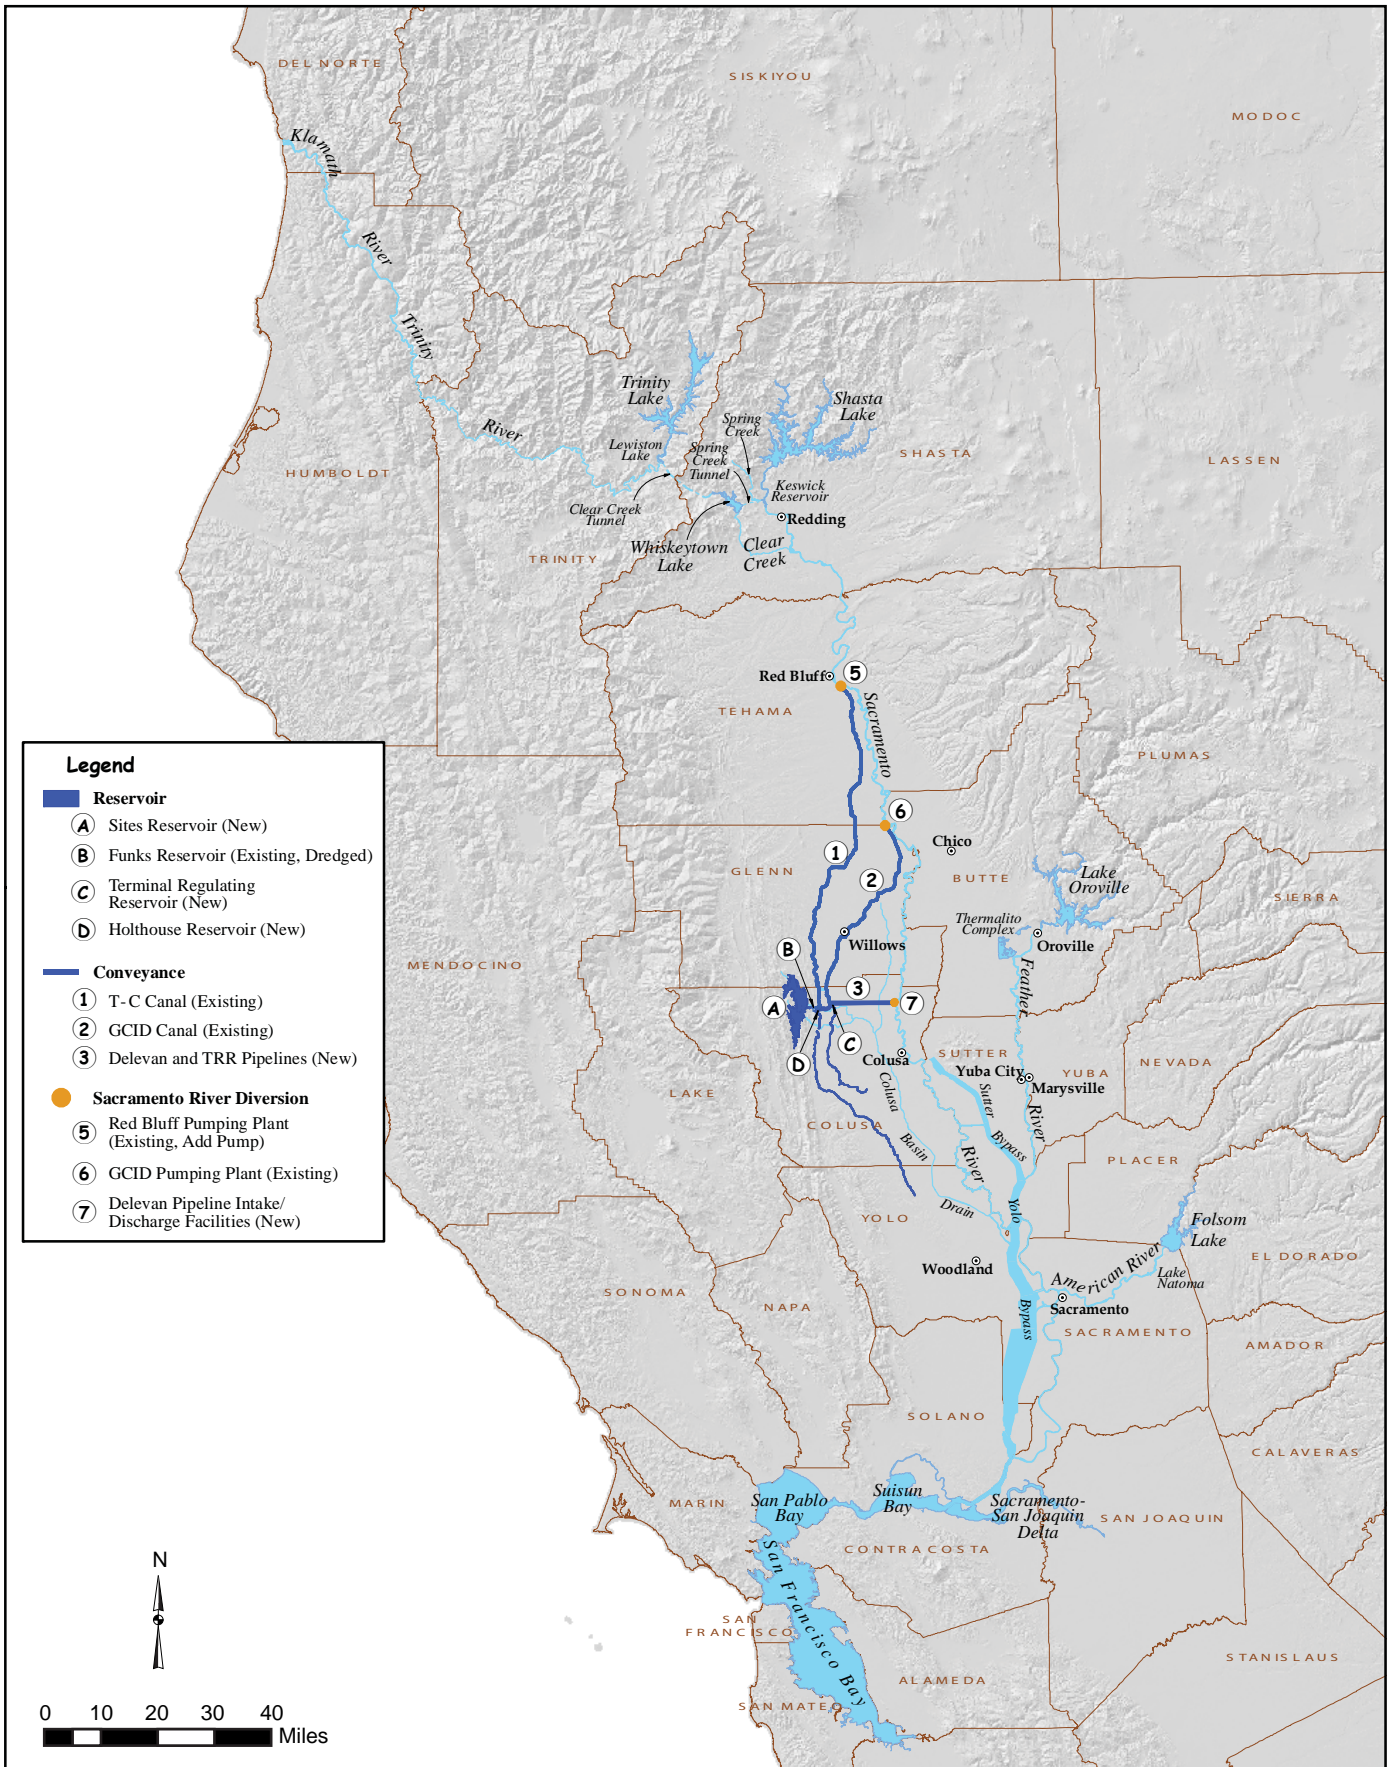 DEL NORTE
SISKIYOU
MODOC
Klamath
River
Trinity
River
Trinity
Lake
Shasta
Lake
Spring
Creek
Lewiston
Lake
Spring
Creek
Tunnel
SHASTA
LASSEN
HUMBOLDT
Keswick
Reservoir
Clear Creek
Tunnel
Redding
Whiskeytown
Lake
Clear
Creek
TRINITY
Red Bluff
5
Sacramento
TEHAMA
PLUMAS
6
Chico
1
GLENN
2
BUTTE
Lake
Oroville
SIERRA
Thermalito
Complex
Oroville
Willows
B
MENDOCINO
Feather
3
A
7
C
D
Colusa
SUTTER
Yuba City
Marysville
YUBA
NEVADA
LAKE
Colusa
Sutter
River
COLUSA
Basin
Bypass
River
PLACER
Drain
Yolo
YOLO
Folsom
Lake
EL DORADO
Woodland
American River
Lake
Natoma
Sacramento
SONOMA
NAPA
Bypass
SACRAMENTO
AMADOR
SOLANO
CALAVERAS
MARIN
San Pablo
Bay
Suisun
Bay
Sacramento-
San Joaquin
Delta
SAN JOAQUIN
CONTRA COSTA
San Francisco Bay
SAN
FRANCISCO
ALAMEDA
STANISLAUS
SAN MATEO
Legend
Reservoir
A Sites Reservoir (New)
B Funks Reservoir (Existing, Dredged)
C Terminal Regulating
Reservoir (New)
D Holthouse Reservoir (New)
Conveyance
1 T-C Canal (Existing)
2 GCID Canal (Existing)
3 Delevan and TRR Pipelines (New)
Sacramento River Diversion
5 Red Bluff Pumping Plant
(Existing, Add Pump)
6 GCID Pumping Plant (Existing)
7 Delevan Pipeline Intake/
Discharge Facilities (New)
N
0 10 20 30 40
Miles